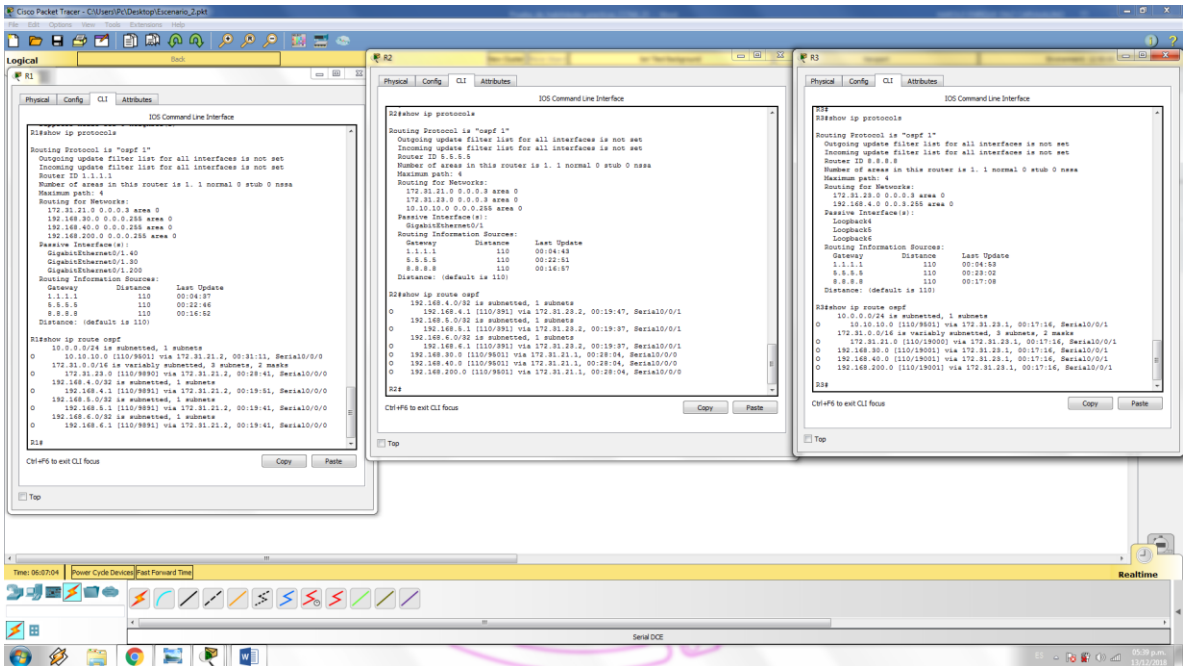 Cisco Packet Tracer - C:\Users\Pc\Desktop\Escenario_2.pkt
File Edit Options View Tools Extensions Help
Logical
Back
R1
Physical Config CLI Attributes
IOS Command Line Interface
R1#show ip protocols
Routing Protocol is "ospf 1"
Outgoing update filter list for all interfaces is not set
Incoming update filter list for all interfaces is not set
Router ID 1.1.1.1
Number of areas in this router is 1. 1 normal 0 stub 0 nssa
Maximum path: 4
Routing for Networks:
172.31.21.0 0.0.0.3 area 0
192.168.30.0 0.0.0.255 area 0
192.168.40.0 0.0.0.255 area 0
192.168.200.0 0.0.0.255 area 0
Passive Interface(s):
GigabitEthernet0/1.40
GigabitEthernet0/1.30
GigabitEthernet0/1.200
Routing Information Sources:
Gateway Distance Last Update
1.1.1.1 110 00:04:37
5.5.5.5 110 00:22:46
8.8.8.8 110 00:16:52
Distance: (default is 110)
R1#show ip route ospf
10.0.0.0/24 is subnetted, 1 subnets
O 10.10.10.0 [110/9501] via 172.31.21.2, 00:31:11, Serial0/0/0
172.31.0.0/16 is variably subnetted, 3 subnets, 2 masks
O 172.31.23.0 [110/9890] via 172.31.21.2, 00:28:41, Serial0/0/0
192.168.4.0/32 is subnetted, 1 subnets
O 192.168.4.1 [110/9891] via 172.31.21.2, 00:19:51, Serial0/0/0
192.168.5.0/32 is subnetted, 1 subnets
O 192.168.5.1 [110/9891] via 172.31.21.2, 00:19:41, Serial0/0/0
192.168.6.0/32 is subnetted, 1 subnets
O 192.168.6.1 [110/9891] via 172.31.21.2, 00:19:41, Serial0/0/0
R1#
Ctrl+F6 to exit CLI focus
Copy Paste
Top
R2
Physical Config CLI Attributes
IOS Command Line Interface
R2#show ip protocols
Routing Protocol is "ospf 1"
Outgoing update filter list for all interfaces is not set
Incoming update filter list for all interfaces is not set
Router ID 5.5.5.5
Number of areas in this router is 1. 1 normal 0 stub 0 nssa
Maximum path: 4
Routing for Networks:
172.31.21.0 0.0.0.3 area 0
172.31.23.0 0.0.0.3 area 0
10.10.10.0 0.0.0.255 area 0
Passive Interface(s):
GigabitEthernet0/1
Routing Information Sources:
Gateway Distance Last Update
1.1.1.1 110 00:04:43
5.5.5.5 110 00:22:51
8.8.8.8 110 00:16:57
Distance: (default is 110)
R2#show ip route ospf
192.168.4.0/32 is subnetted, 1 subnets
O 192.168.4.1 [110/391] via 172.31.23.2, 00:19:47, Serial0/0/1
192.168.5.0/32 is subnetted, 1 subnets
O 192.168.5.1 [110/391] via 172.31.23.2, 00:19:37, Serial0/0/1
192.168.6.0/32 is subnetted, 1 subnets
O 192.168.6.1 [110/391] via 172.31.23.2, 00:19:37, Serial0/0/1
O 192.168.30.0 [110/9501] via 172.31.21.1, 00:28:04, Serial0/0/0
O 192.168.40.0 [110/9501] via 172.31.21.1, 00:28:04, Serial0/0/0
O 192.168.200.0 [110/9501] via 172.31.21.1, 00:28:04, Serial0/0/0
R2#
Ctrl+F6 to exit CLI focus
Copy Paste
Top
R3
Physical Config CLI Attributes
IOS Command Line Interface
R3#
R3#show ip protocols
Routing Protocol is "ospf 1"
Outgoing update filter list for all interfaces is not set
Incoming update filter list for all interfaces is not set
Router ID 8.8.8.8
Number of areas in this router is 1. 1 normal 0 stub 0 nssa
Maximum path: 4
Routing for Networks:
172.31.23.0 0.0.0.3 area 0
192.168.4.0 0.0.3.255 area 0
Passive Interface(s):
Loopback4
Loopback5
Loopback6
Routing Information Sources:
Gateway Distance Last Update
1.1.1.1 110 00:04:53
5.5.5.5 110 00:23:02
8.8.8.8 110 00:17:08
Distance: (default is 110)
R3#show ip route ospf
10.0.0.0/24 is subnetted, 1 subnets
O 10.10.10.0 [110/9501] via 172.31.23.1, 00:17:16, Serial0/0/1
172.31.0.0/16 is variably subnetted, 3 subnets, 2 masks
O 172.31.21.0 [110/19000] via 172.31.23.1, 00:17:16, Serial0/0/1
O 192.168.30.0 [110/19001] via 172.31.23.1, 00:17:16, Serial0/0/1
O 192.168.40.0 [110/19001] via 172.31.23.1, 00:17:16, Serial0/0/1
O 192.168.200.0 [110/19001] via 172.31.23.1, 00:17:16, Serial0/0/1
R3#
Ctrl+F6 to exit CLI focus
Copy Paste
Top
Time: 06:07:04 Power Cycle Devices Fast Forward Time
Realtime
Serial DCE
ES
05:39 p.m.
13/12/2018